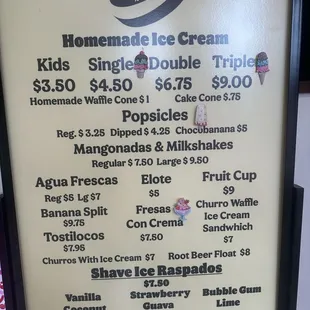 Homemade Ice Cream
Kids Single Double Triple
$3.50 $4.50 $6.75 $9.00
Homemade Waffle Cone $1 Cake Cone $.75
Popsicles
Reg. $ 3.25 Dipped $ 4.25 Chocobanana $5
Mangonadas & Milkshakes
Regular $ 7.50 Large $ 9.50
Agua Frescas Elote Fruit Cup
Reg $5 Lg $7 $5 $9
Banana Split Fresas Churro Waffle
$9.75 Con Crema Ice Cream
Tostilocos $7.50 Sandwhich
$7.95 $7
Churros With Ice Cream $7 Root Beer Float $8
Shave Ice Raspados
$7.50
Vanilla Strawberry Bubble Gum
Coconut Guava Lime